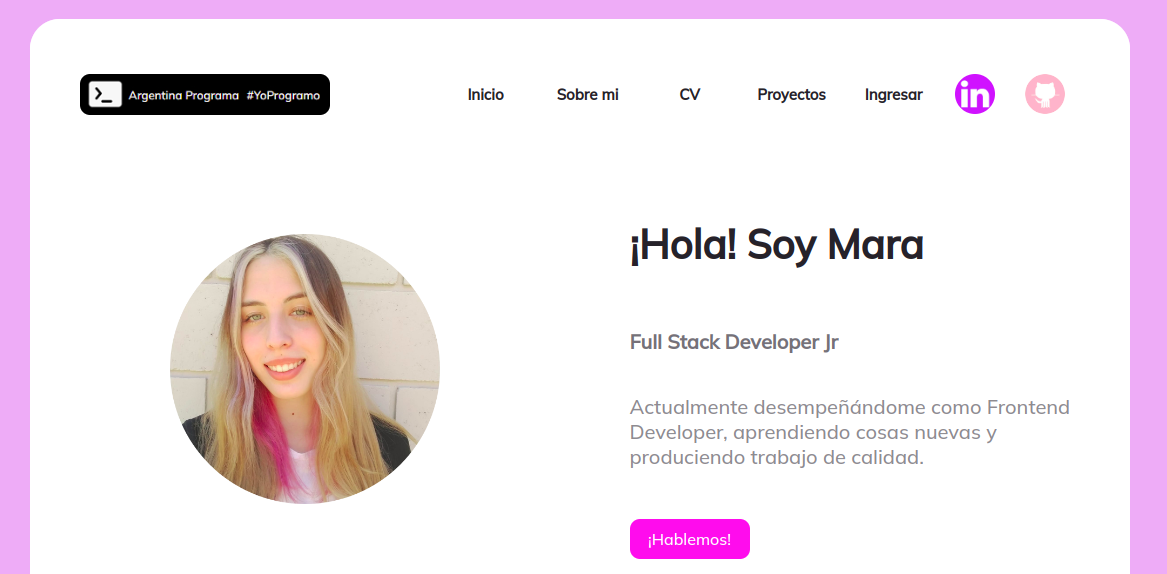 >_ Argentina Programa #YoProgramo
Inicio
Sobre mi
CV
Proyectos
Ingresar
in
¡Hola! Soy Mara
Full Stack Developer Jr
Actualmente desempeñándome como Frontend
Developer, aprendiendo cosas nuevas y
produciendo trabajo de calidad.
¡Hablemos!